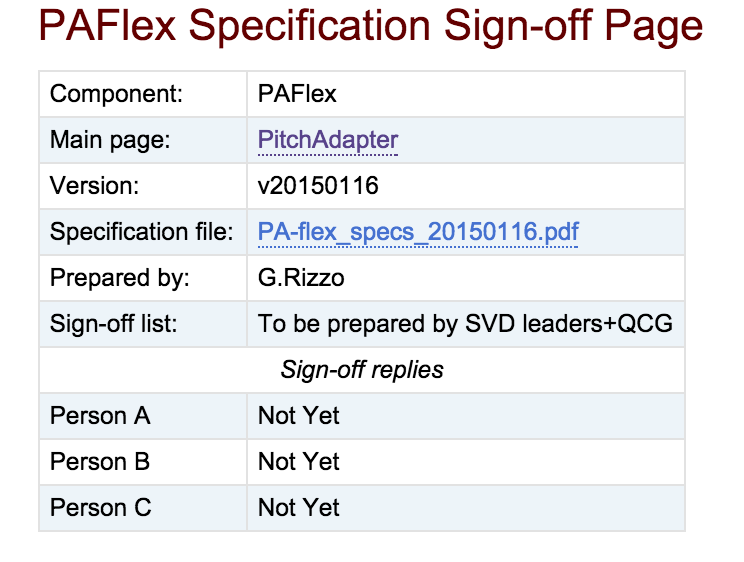 PAFlex Specification Sign-off Page
Component: PAFlex
Main page: PitchAdapter
Version: v20150116
Specification file: PA-flex_specs_20150116.pdf
Prepared by: G.Rizzo
Sign-off list: To be prepared by SVD leaders+QCG
Sign-off replies
Person A Not Yet
Person B Not Yet
Person C Not Yet